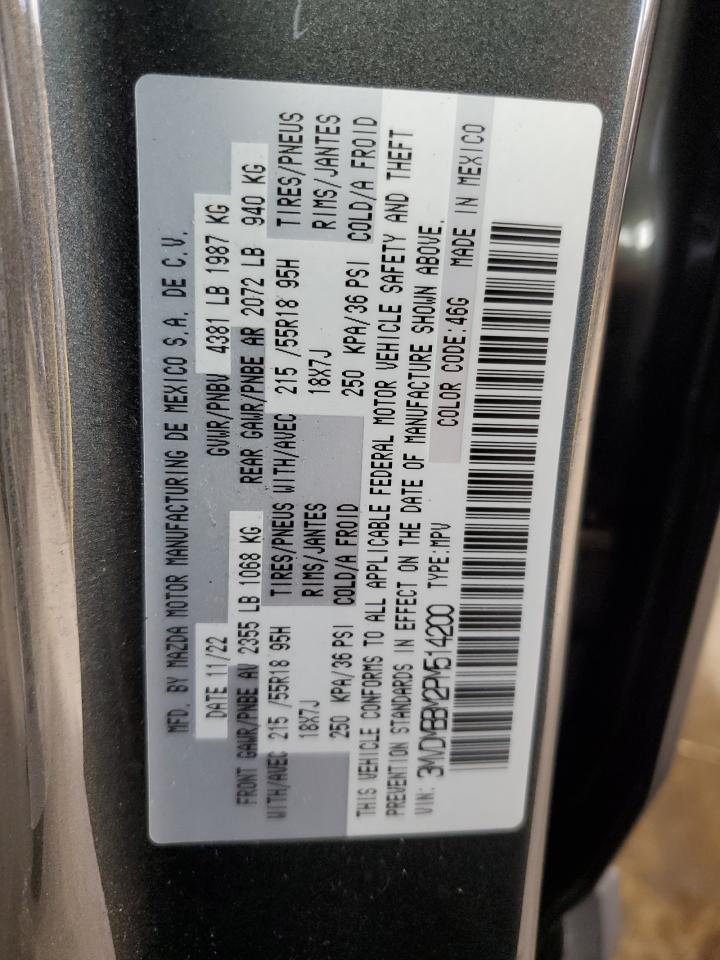 MFD. BY MAZDA MOTOR MANUFACTURING DE MEXICO S.A. DE C.V.
DATE 11/22 GVWR/PNBV 4381 LB 1987 KG
FRONT GAWR/PNBE AV 2355 LB 1068 KG REAR GAWR/PNBE AR 2072 LB 940 KG
WITH/AVEC 215 /55R18 95H TIRES/PNEUS WITH/AVEC 215 /55R18 95H TIRES/PNEUS
18X7J RIMS/JANTES 18X7J RIMS/JANTES
250 KPA/36 PSI COLD/A FROID 250 KPA/36 PSI COLD/A FROID
THIS VEHICLE CONFORMS TO ALL APPLICABLE FEDERAL MOTOR VEHICLE SAFETY AND THEFT
PREVENTION STANDARDS IN EFFECT ON THE DATE OF MANUFACTURE SHOWN ABOVE.
VIN: 3MVDMBBM2PM514200 TYPE:MPV COLOR CODE:46G MADE IN MEXICO